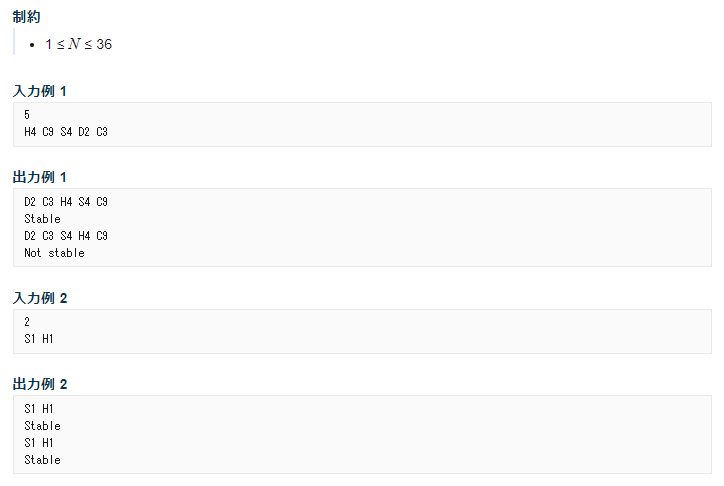 制約
• 1 ≤ N ≤ 36
入力例 1
5
H4 C9 S4 D2 C3
出力例 1
D2 C3 H4 S4 C9
Stable
D2 C3 S4 H4 C9
Not stable
入力例 2
2
S1 H1
出力例 2
S1 H1
Stable
S1 H1
Stable